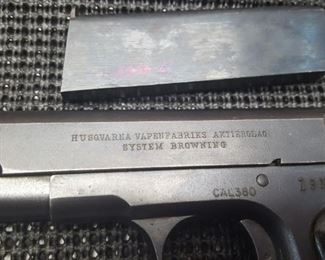 HUSQVARNA VAPENFABRIKS AKTIEBOLAG
SYSTEM BROWNING
CAL 380